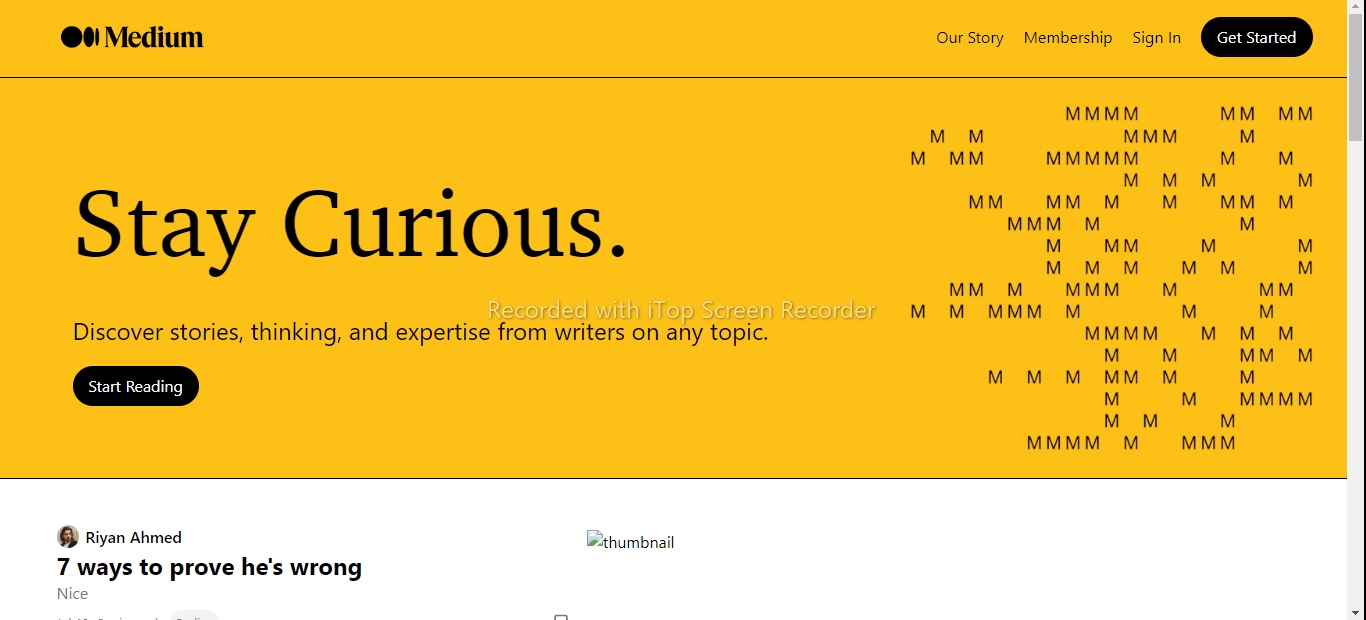 Medium
Our Story Membership Sign In Get Started
MMMM MM MM
M M MMM M
M MM MMMMM M M
M M M M
MM MM M M MM M
MMM M M
M MM M M
M M M M M M
MM M MMM M MM
M M MMM M M M
MMMM M M M
M M MM M
M M M MM M M
M M MMMM
M M M
MMMM M MMM
Stay Curious.
Recorded with iTop Screen Recorder
Discover stories, thinking, and expertise from writers on any topic.
Start Reading
Riyan Ahmed
thumbnail
7 ways to prove he's wrong
Nice